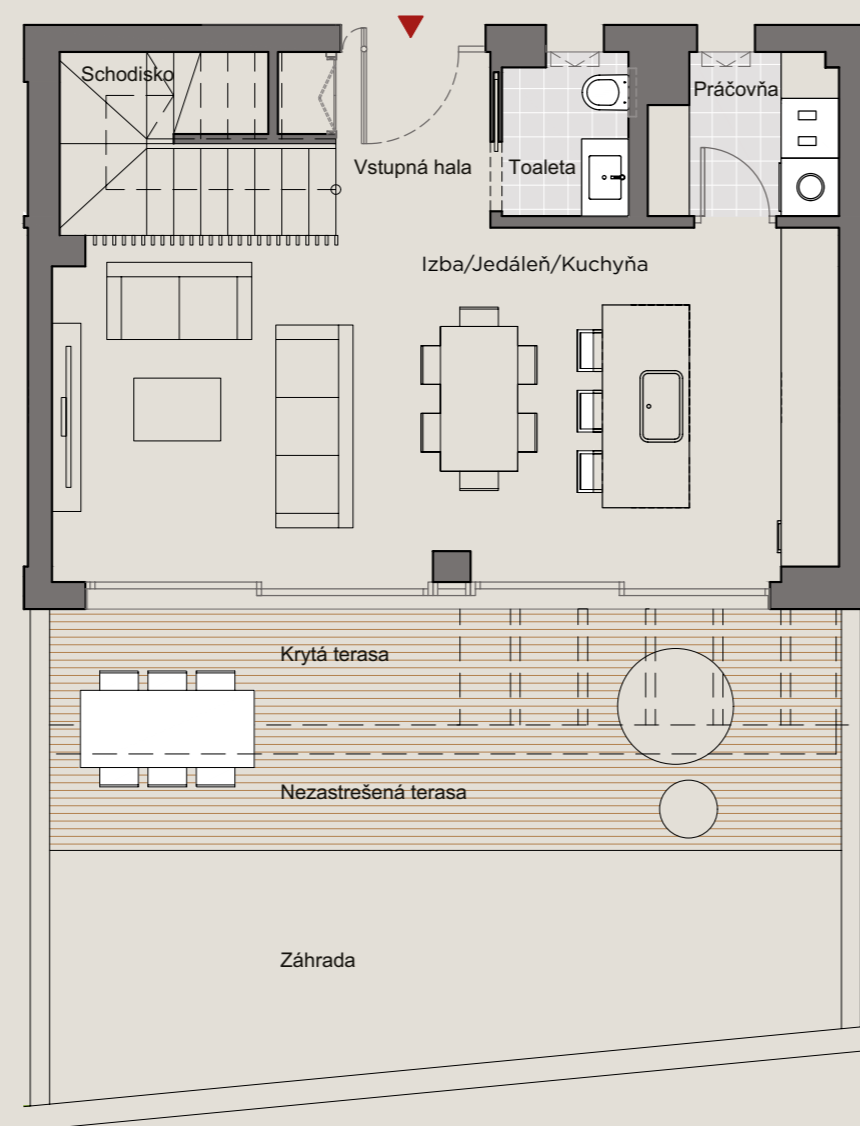 Schodisko
Práčovňa
Vstupná hala
Toaleta
Izba/Jedáleň/Kuchyňa
Krytá terasa
Nezastrešená terasa
Záhrada